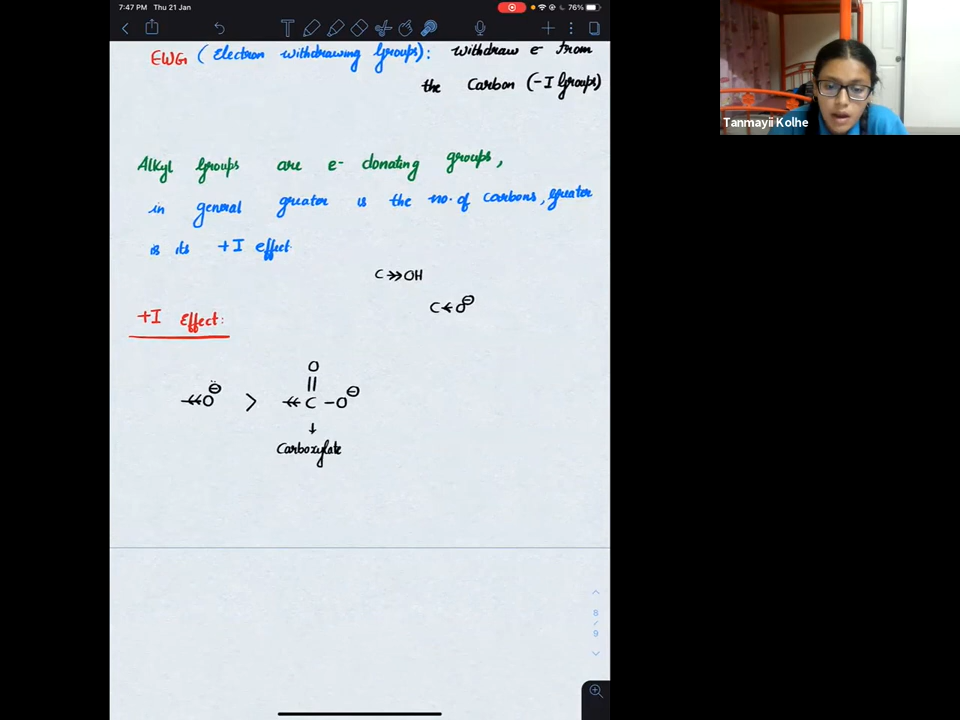 7:47 PM Thu 21 Jan
76%
EWG (Electron withdrawing Groups): withdraw e⁻ from
the Carbon (-I Groups)
Alkyl Groups are e- donating groups,
in general greater is the no. of carbons, greater
is its +I effect
C->>OH
C<-O⊖
+I Effect:
O⊖ > C -O⊖
O
||
↓
Carboxylate
8
/
9
Tanmayii Kolhe